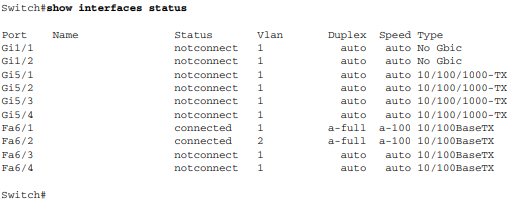 Switch#show interfaces status
Port Name Status Vlan Duplex Speed Type
Gi1/1 notconnect 1 auto auto No Gbic
Gi1/2 notconnect 1 auto auto No Gbic
Gi5/1 notconnect 1 auto auto 10/100/1000-TX
Gi5/2 notconnect 1 auto auto 10/100/1000-TX
Gi5/3 notconnect 1 auto auto 10/100/1000-TX
Gi5/4 notconnect 1 auto auto 10/100/1000-TX
Fa6/1 connected 1 a-full a-100 10/100BaseTX
Fa6/2 connected 2 a-full a-100 10/100BaseTX
Fa6/3 notconnect 1 auto auto 10/100BaseTX
Fa6/4 notconnect 1 auto auto 10/100BaseTX
Switch#